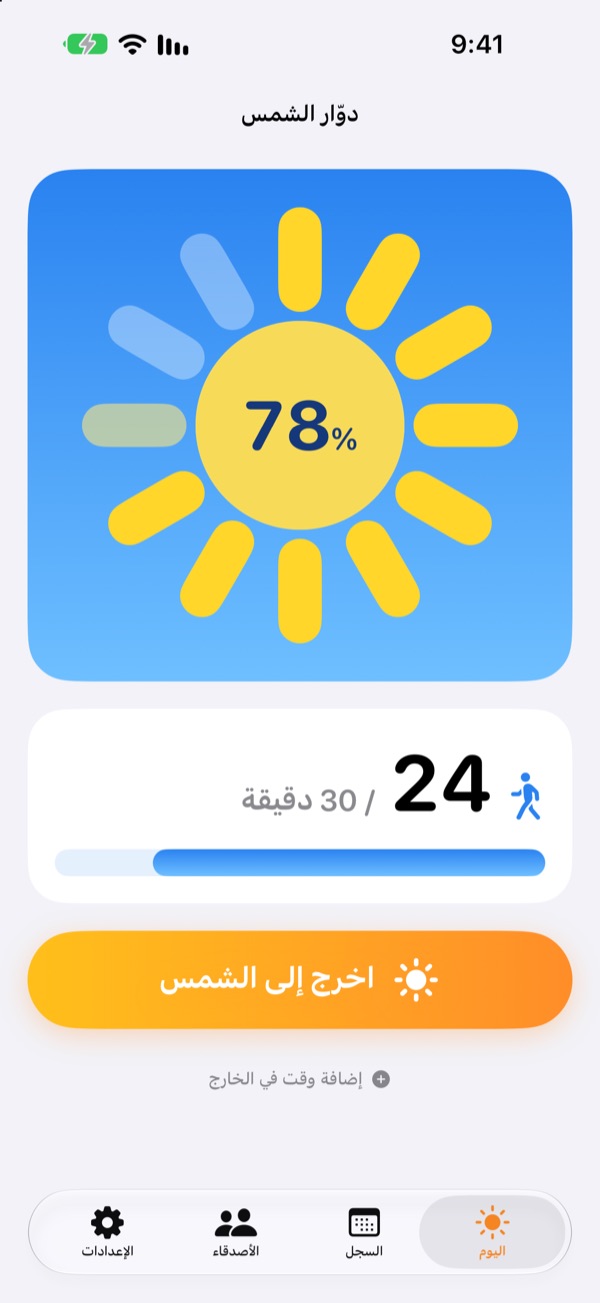 9:41
دوّار الشمس
78%
24 / 30 دقيقة
اخرج إلى الشمس
إضافة وقت في الخارج
اليوم
السجل
الأصدقاء
الإعدادات